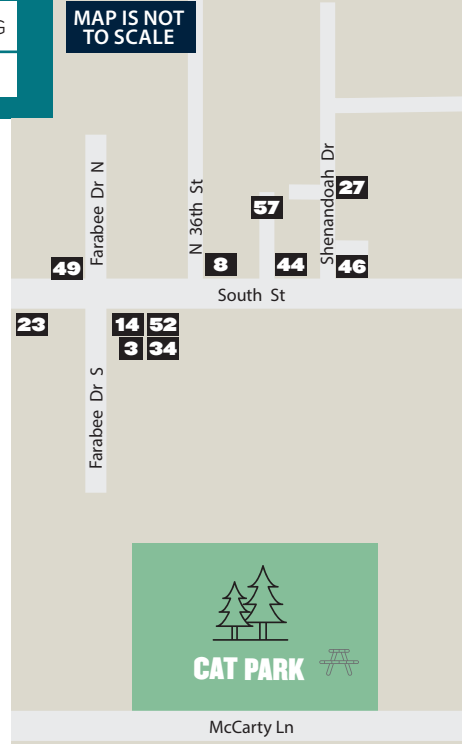 G
MAP IS NOT
TO SCALE
Farabee Dr N
N 36th St
Shenandoah Dr
27
57
49
8
44
46
South St
23
14 52
3 34
Farabee Dr S
CAT PARK
McCarty Ln